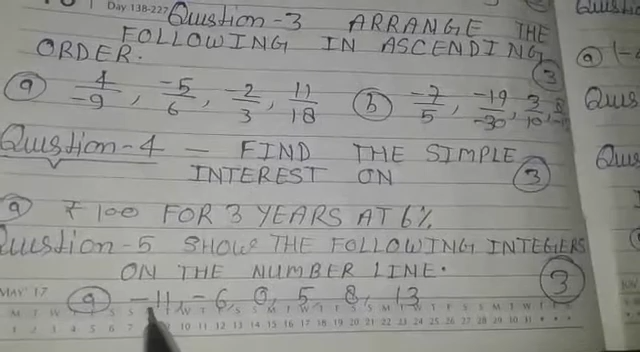 Day 138-227
Question-3 ARRANGE THE
FOLLOWING IN ASCENDING
ORDER.
3
(a) 4/-9, -5/6, -2/3, 11/18 (b) -7/5, -19/-30, 3/10,
Question-4 - FIND THE SIMPLE
INTEREST ON
3
(a) ₹100 FOR 3 YEARS AT 6%
Question-5 SHOW THE FOLLOWING INTEGERS
ON THE NUMBER LINE.
3
(a) -11, -6, 0, 5, 8, 13
MAY'17